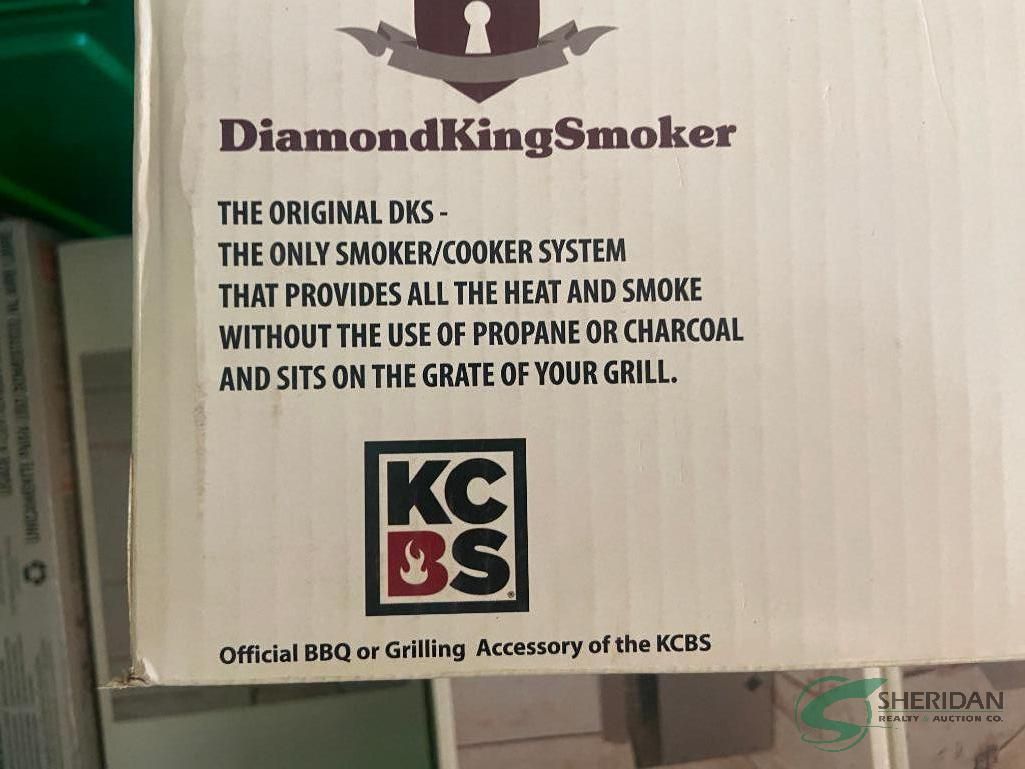 DiamondKingSmoker
THE ORIGINAL DKS -
THE ONLY SMOKER/COOKER SYSTEM
THAT PROVIDES ALL THE HEAT AND SMOKE
WITHOUT THE USE OF PROPANE OR CHARCOAL
AND SITS ON THE GRATE OF YOUR GRILL.
KC
BS
Official BBQ or Grilling Accessory of the KCBS
SHERIDAN
REALTY & AUCTION CO.